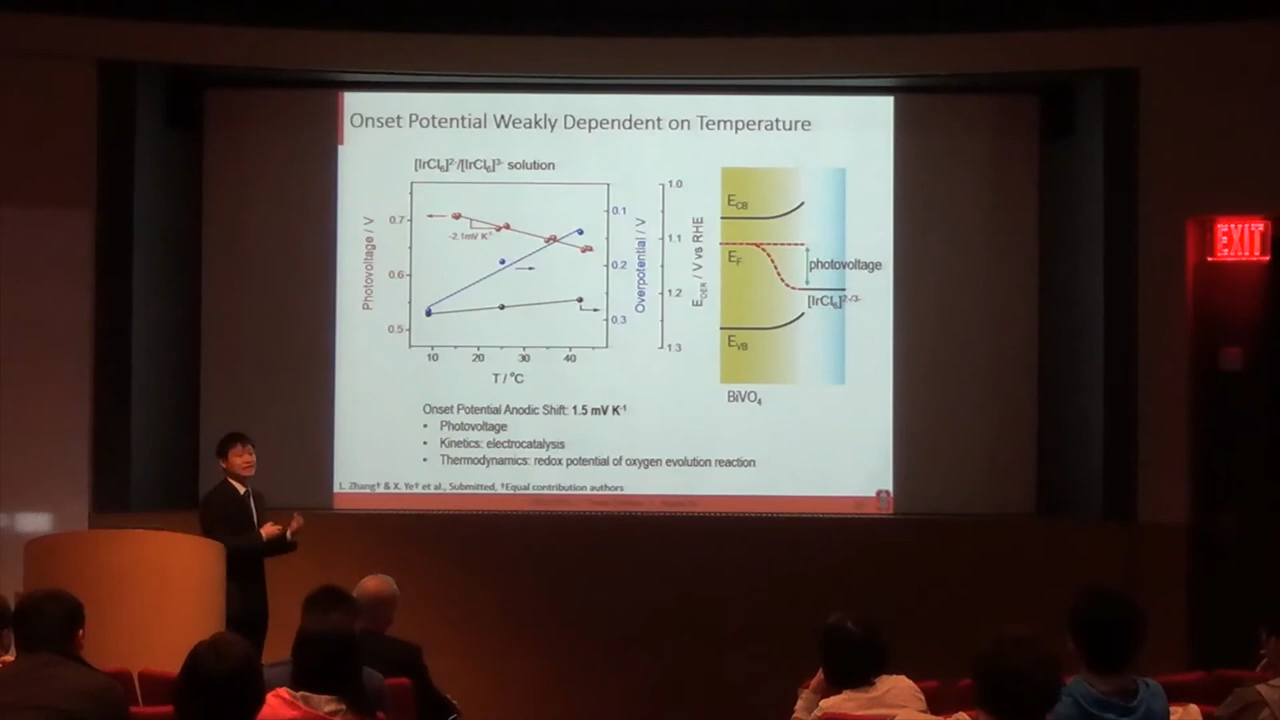 Onset Potential Weakly Dependent on Temperature
[IrCl₆]²⁻/[IrCl₆]³⁻ solution
Photovoltage / V
0.7
0.6
0.5
-2.1mV K⁻¹
10
20
30
40
T / °C
0.1
0.2
0.3
Overpotential / V
E_OER / V vs RHE
1.0
1.1
1.2
1.3
E_CB
E_F
photovoltage
[IrCl₆]²⁻/³⁻
E_VB
BiVO₄
Onset Potential Anodic Shift: 1.5 mV K⁻¹
• Photovoltage
• Kinetics: electrocatalysis
• Thermodynamics: redox potential of oxygen evolution reaction
L. Zhang† & X. Ye† et al., Submitted, †Equal contribution authors
EXIT